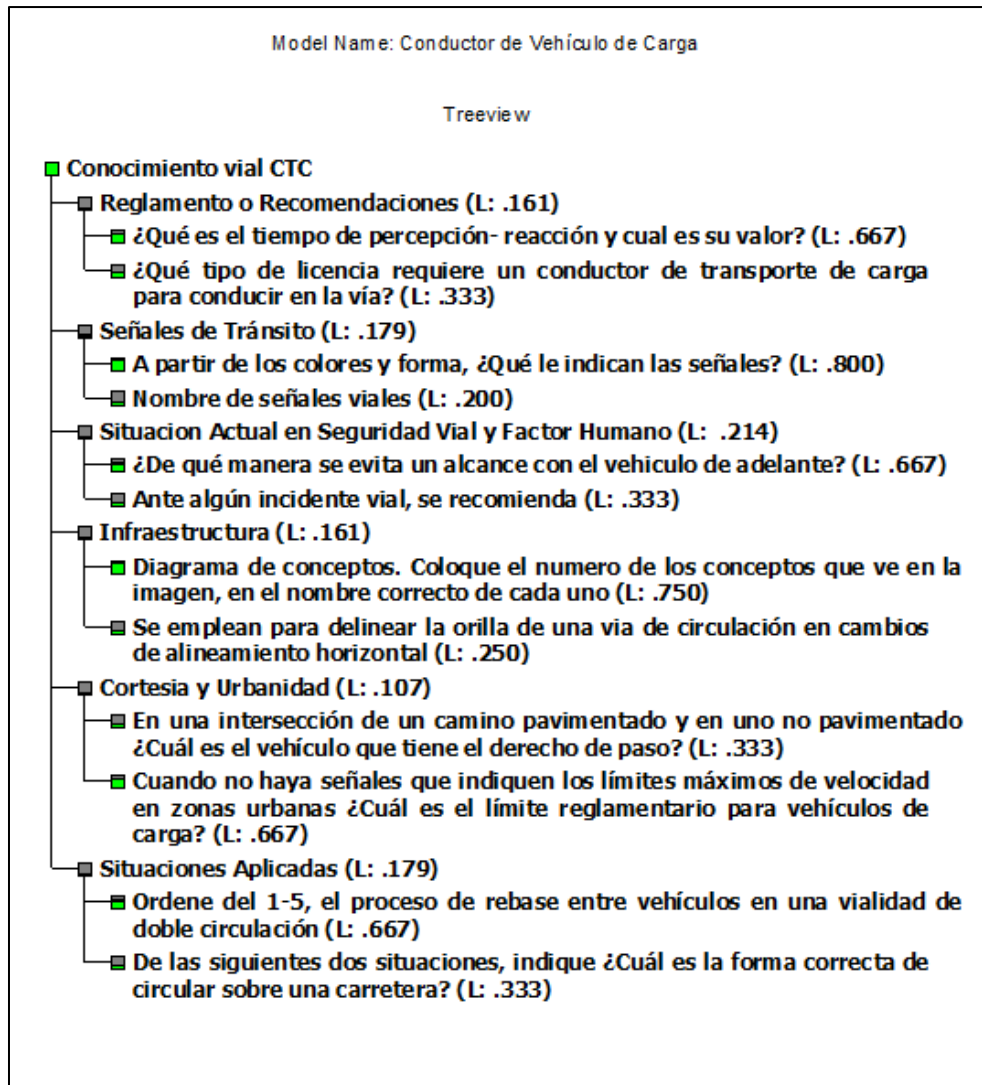 Model Name: Conductor de Vehículo de Carga
Treeview
Conocimiento vial CTC
Reglamento o Recomendaciones (L: .161)
¿Qué es el tiempo de percepción- reacción y cual es su valor? (L: .667)
¿Qué tipo de licencia requiere un conductor de transporte de carga
para conducir en la vía? (L: .333)
Señales de Tránsito (L: .179)
A partir de los colores y forma, ¿Qué le indican las señales? (L: .800)
Nombre de señales viales (L: .200)
Situacion Actual en Seguridad Vial y Factor Humano (L: .214)
¿De qué manera se evita un alcance con el vehiculo de adelante? (L: .667)
Ante algún incidente vial, se recomienda (L: .333)
Infraestructura (L: .161)
Diagrama de conceptos. Coloque el numero de los conceptos que ve en la
imagen, en el nombre correcto de cada uno (L: .750)
Se emplean para delinear la orilla de una via de circulación en cambios
de alineamiento horizontal (L: .250)
Cortesia y Urbanidad (L: .107)
En una intersección de un camino pavimentado y en uno no pavimentado
¿Cuál es el vehículo que tiene el derecho de paso? (L: .333)
Cuando no haya señales que indiquen los límites máximos de velocidad
en zonas urbanas ¿Cuál es el límite reglamentario para vehículos de
carga? (L: .667)
Situaciones Aplicadas (L: .179)
Ordene del 1-5, el proceso de rebase entre vehículos en una vialidad de
doble circulación (L: .667)
De las siguientes dos situaciones, indique ¿Cuál es la forma correcta de
circular sobre una carretera? (L: .333)